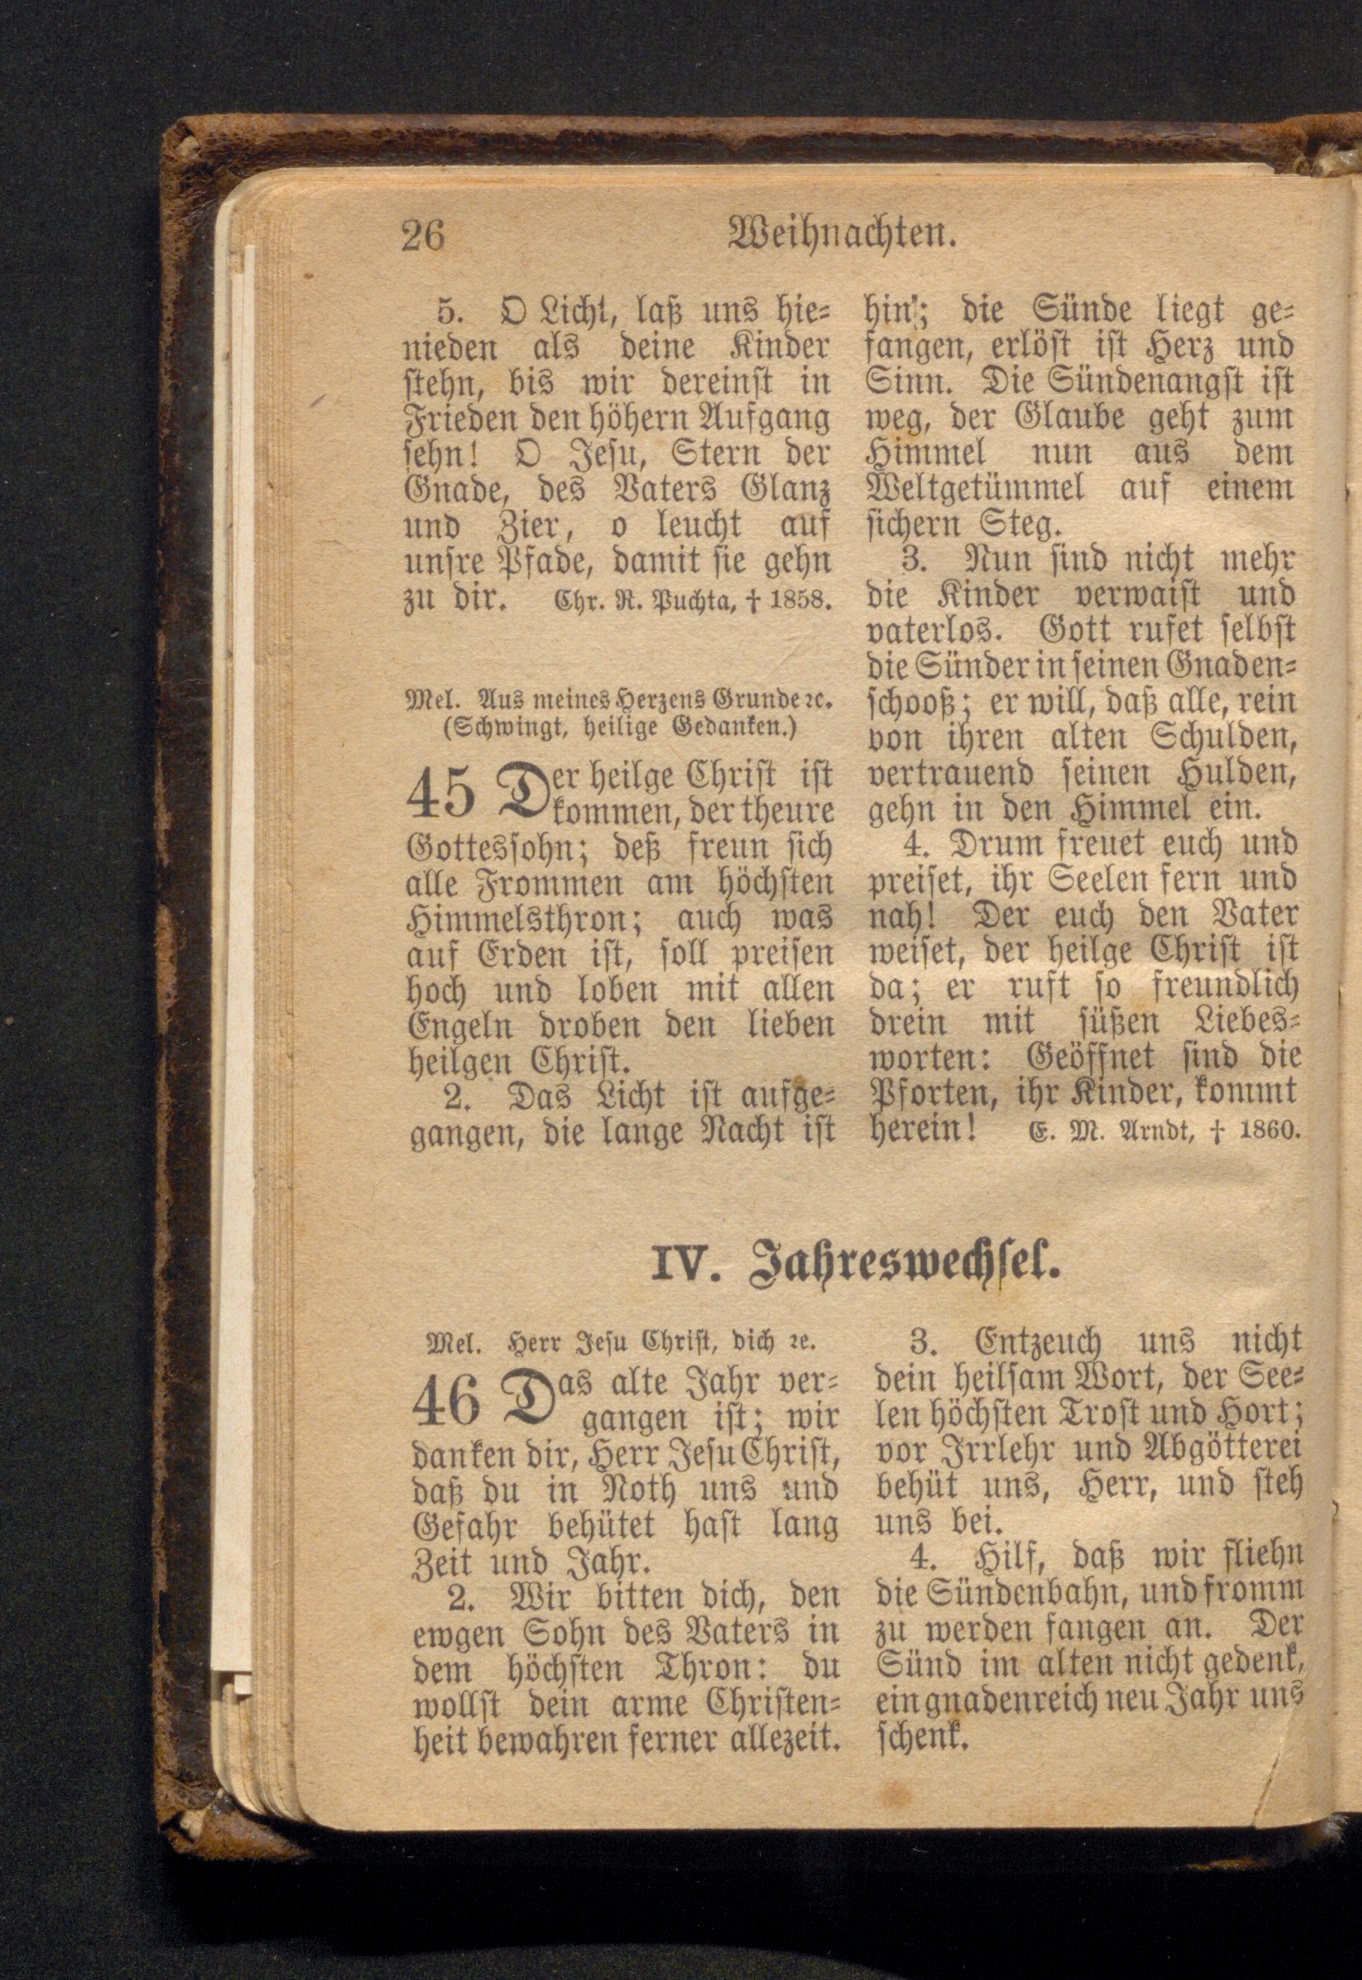 26
Weihnachten.
5. O Licht, laß uns hie-
nieden als deine Kinder
stehn, bis wir dereinst in
Frieden den höhern Aufgang
sehn! O Jesu, Stern der
Gnade, des Vaters Glanz
und Zier, o leucht auf
unsre Pfade, damit sie gehn
zu dir. Chr. R. Puchta, † 1858.
Mel. Aus meines Herzens Grunde ꝛc.
(Schwingt, heilige Gedanken.)
45 Der heilge Christ ist
kommen, der theure
Gottessohn; deß freun sich
alle Frommen am höchsten
Himmelsthron; auch was
auf Erden ist, soll preisen
hoch und loben mit allen
Engeln droben den lieben
heilgen Christ.
2. Das Licht ist aufge-
gangen, die lange Nacht ist
hin'; die Sünde liegt ge-
fangen, erlöst ist Herz und
Sinn. Die Sündenangst ist
weg, der Glaube geht zum
Himmel nun aus dem
Weltgetümmel auf einem
sichern Steg.
3. Nun sind nicht mehr
die Kinder verwaist und
vaterlos. Gott rufet selbst
die Sünder in seinen Gnaden-
schooß; er will, daß alle, rein
von ihren alten Schulden,
vertrauend seinen Hulden,
gehn in den Himmel ein.
4. Drum freuet euch und
preiset, ihr Seelen fern und
nah! Der euch den Vater
weiset, der heilge Christ ist
da; er ruft so freundlich
drein mit süßen Liebes-
worten: Geöffnet sind die
Pforten, ihr Kinder, kommt
herein! E. M. Arndt, † 1860.
IV. Jahreswechsel.
Mel. Herr Jesu Christ, dich ꝛc.
46 Das alte Jahr ver-
gangen ist; wir
danken dir, Herr Jesu Christ,
daß du in Noth uns und
Gefahr behütet hast lang
Zeit und Jahr.
2. Wir bitten dich, den
ewgen Sohn des Vaters in
dem höchsten Thron: du
wollst dein arme Christen-
heit bewahren ferner allezeit.
3. Entzeuch uns nicht
dein heilsam Wort, der See-
len höchsten Trost und Hort;
vor Irrlehr und Abgötterei
behüt uns, Herr, und steh
uns bei.
4. Hilf, daß wir fliehn
die Sündenbahn, und fromm
zu werden fangen an. Der
Sünd im alten nicht gedenk,
ein gnadenreich neu Jahr uns
schenk.